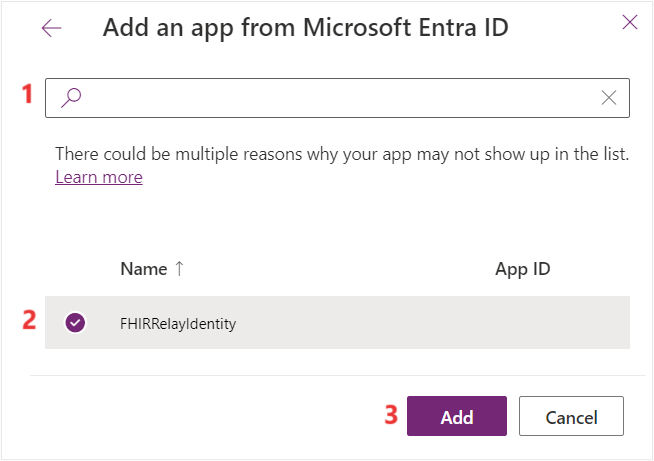 Add an app from Microsoft Entra ID
1
There could be multiple reasons why your app may not show up in the list.
Learn more
Name ↑ App ID
2 FHIRRelayIdentity
3 Add Cancel